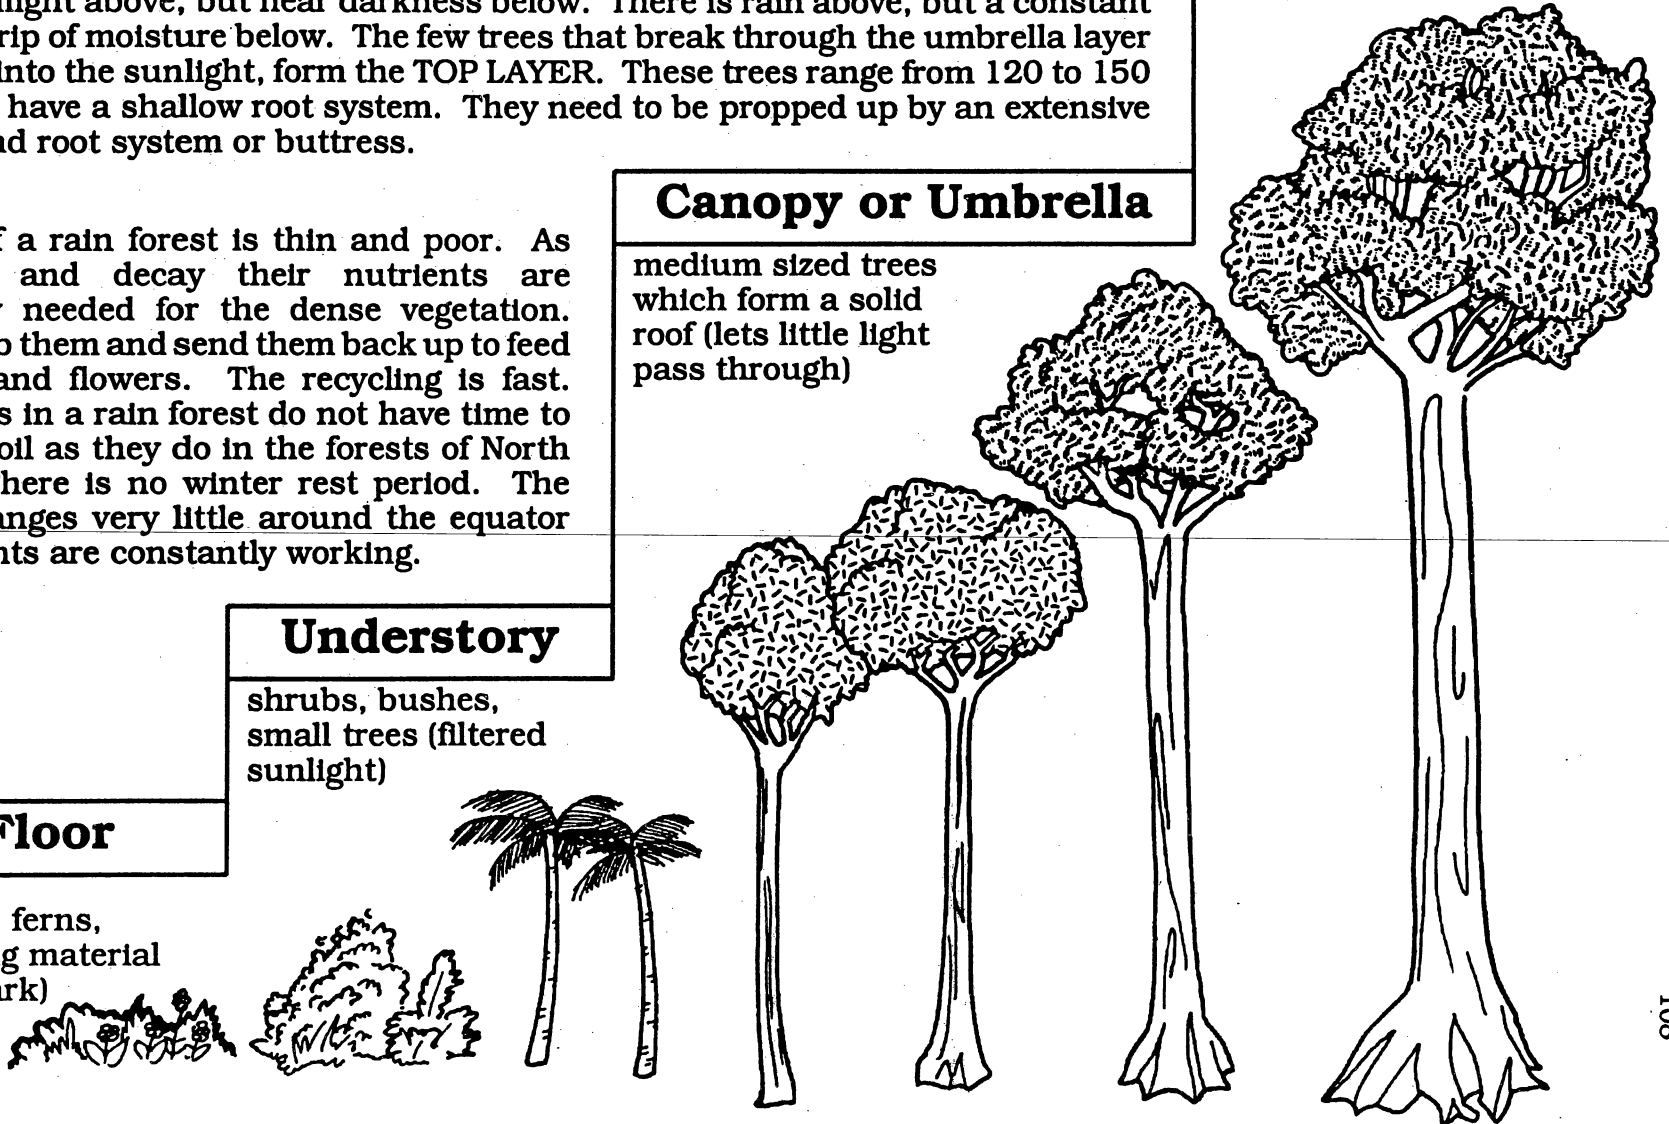 light above, but near darkness below. There is rain above, but a constant
rip of moisture below. The few trees that break through the umbrella layer
into the sunlight, form the TOP LAYER. These trees range from 120 to 150
have a shallow root system. They need to be propped up by an extensive
root system or buttress.
Canopy or Umbrella
medium sized trees
which form a solid
roof (lets little light
pass through)
a rain forest is thin and poor. As
and decay their nutrients are
needed for the dense vegetation.
them and send them back up to feed
and flowers. The recycling is fast.
s in a rain forest do not have time to
oil as they do in the forests of North
here is no winter rest period. The
anges very little around the equator
nts are constantly working.
Understory
shrubs, bushes,
small trees (filtered
sunlight)
Floor
ferns,
g material
ark)